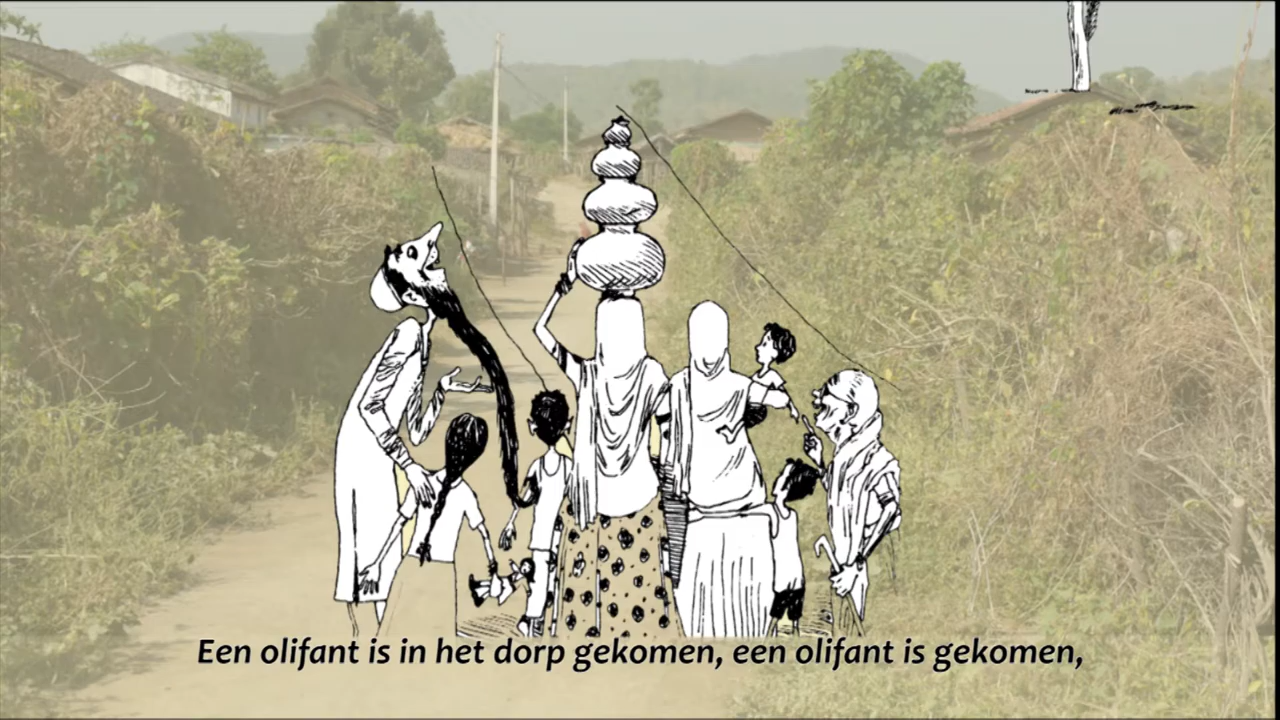 Een olifant is in het dorp gekomen, een olifant is gekomen,